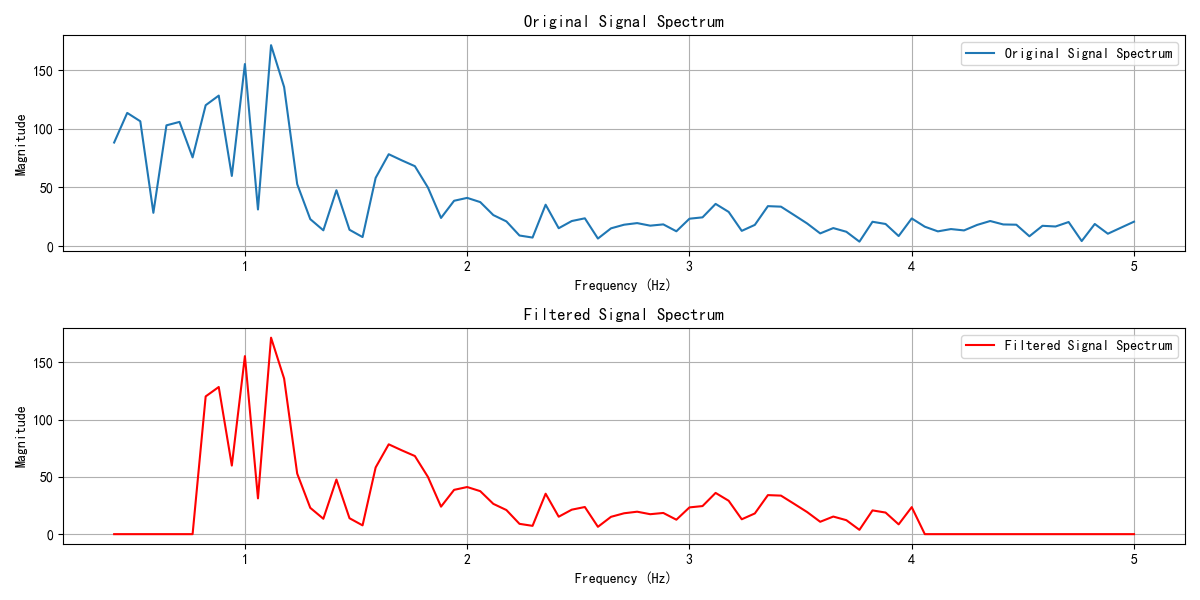 Original Signal Spectrum
Original Signal Spectrum
Magnitude
150
100
50
0
1 2 3 4 5
Frequency (Hz)
Filtered Signal Spectrum
Filtered Signal Spectrum
Magnitude
150
100
50
0
1 2 3 4 5
Frequency (Hz)